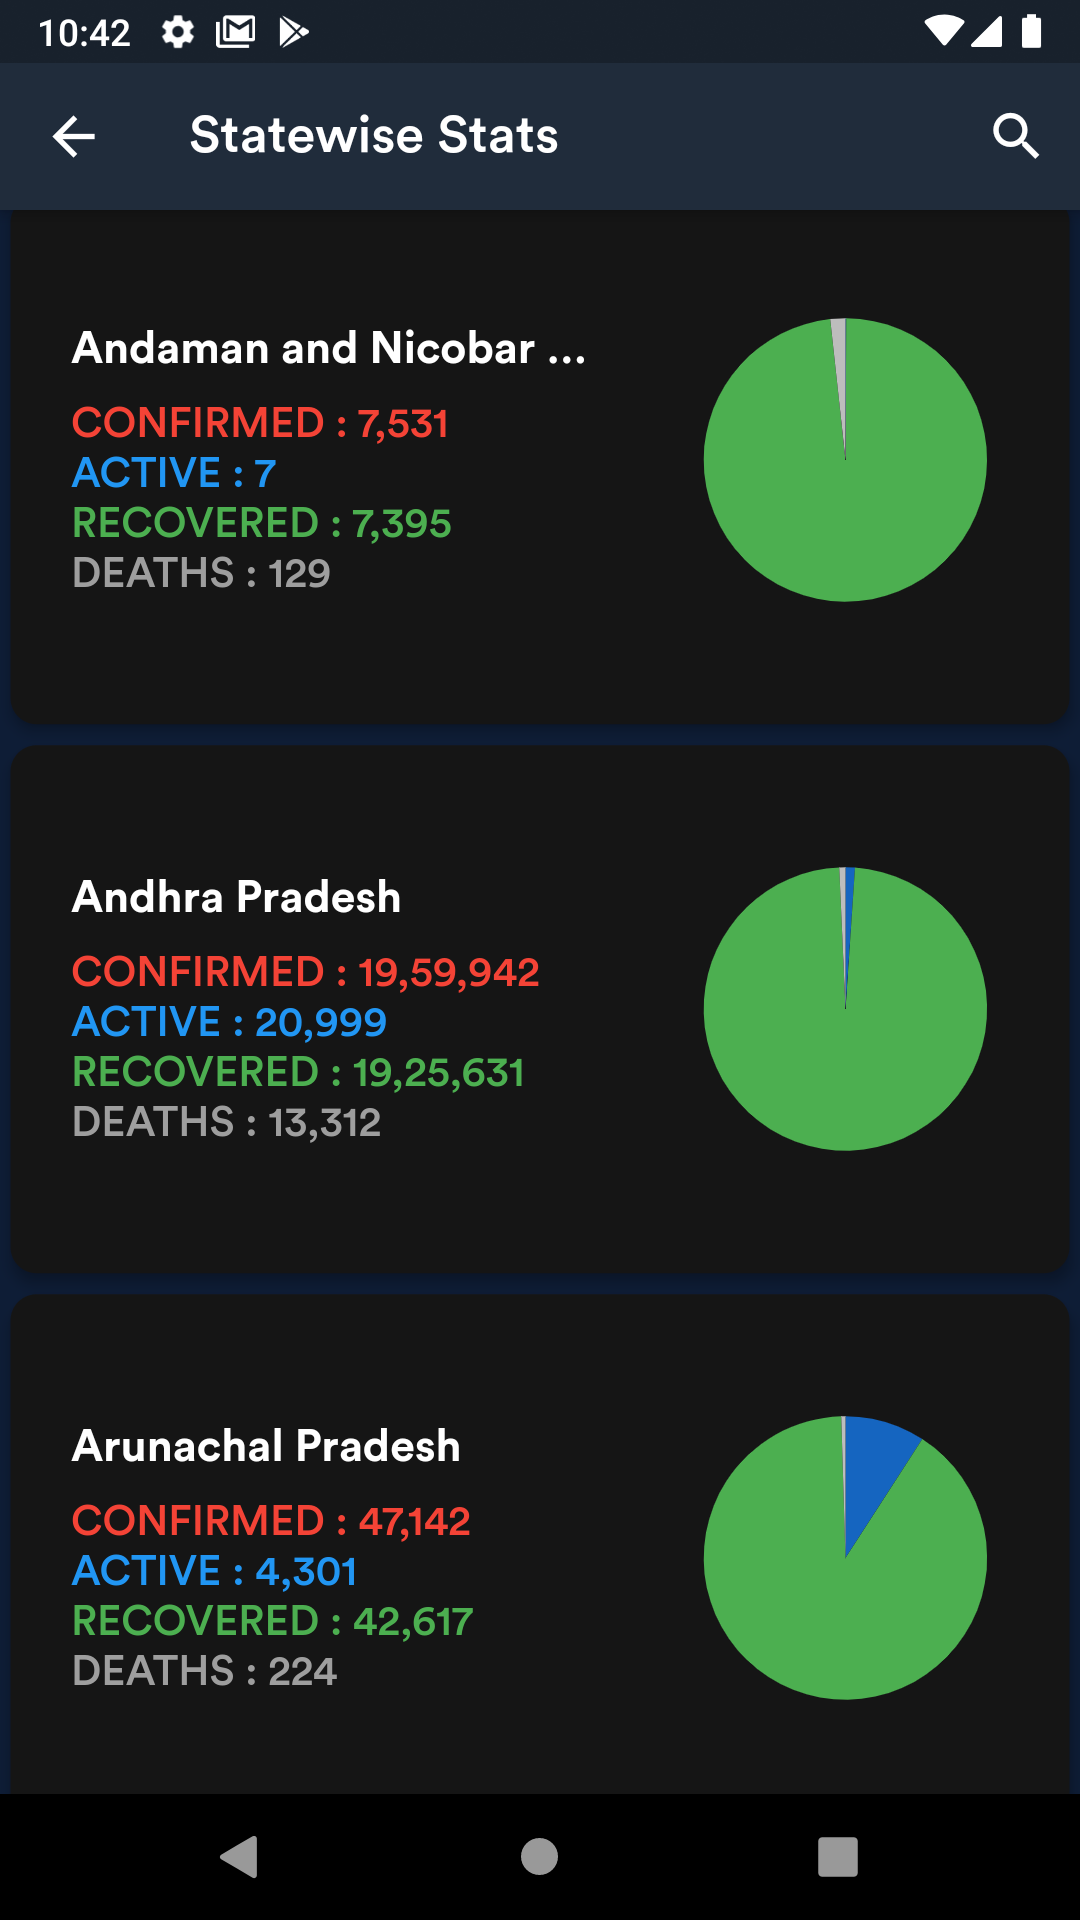 10:42
Statewise Stats
Andaman and Nicobar ...
CONFIRMED : 7,531
ACTIVE : 7
RECOVERED : 7,395
DEATHS : 129
Andhra Pradesh
CONFIRMED : 19,59,942
ACTIVE : 20,999
RECOVERED : 19,25,631
DEATHS : 13,312
Arunachal Pradesh
CONFIRMED : 47,142
ACTIVE : 4,301
RECOVERED : 42,617
DEATHS : 224